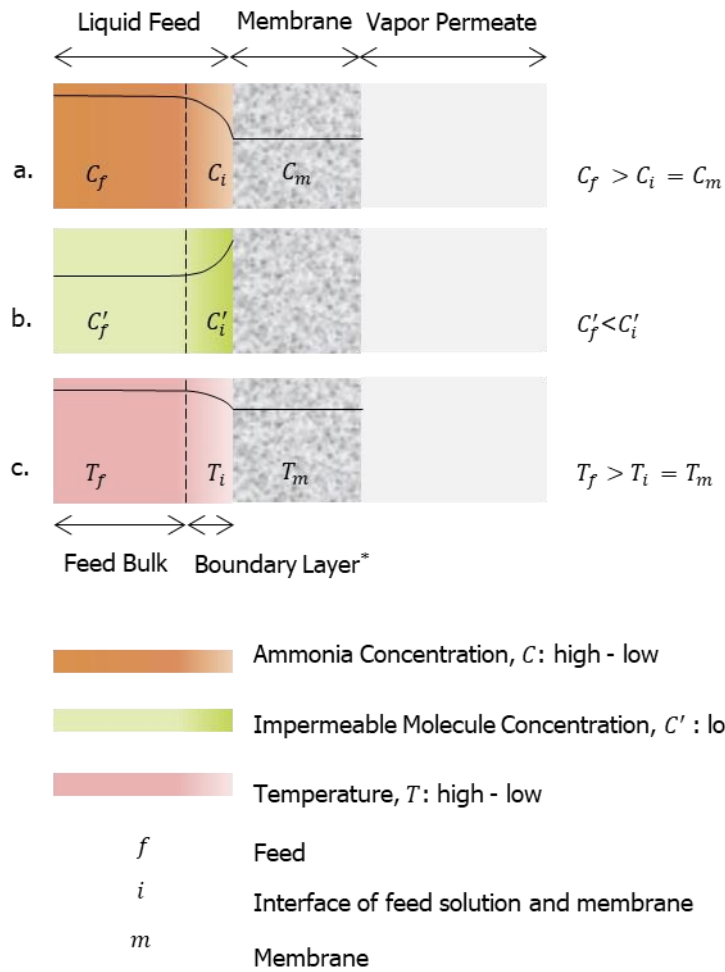 Liquid Feed Membrane Vapor Permeate
a. C_f C_i C_m C_f > C_i = C_m
b. C'_f C'_i C'_f<C'_i
c. T_f T_i T_m T_f > T_i = T_m
Feed Bulk Boundary Layer*
Ammonia Concentration, C: high - low
Impermeable Molecule Concentration, C' : lo
Temperature, T: high - low
f Feed
i Interface of feed solution and membrane
m Membrane